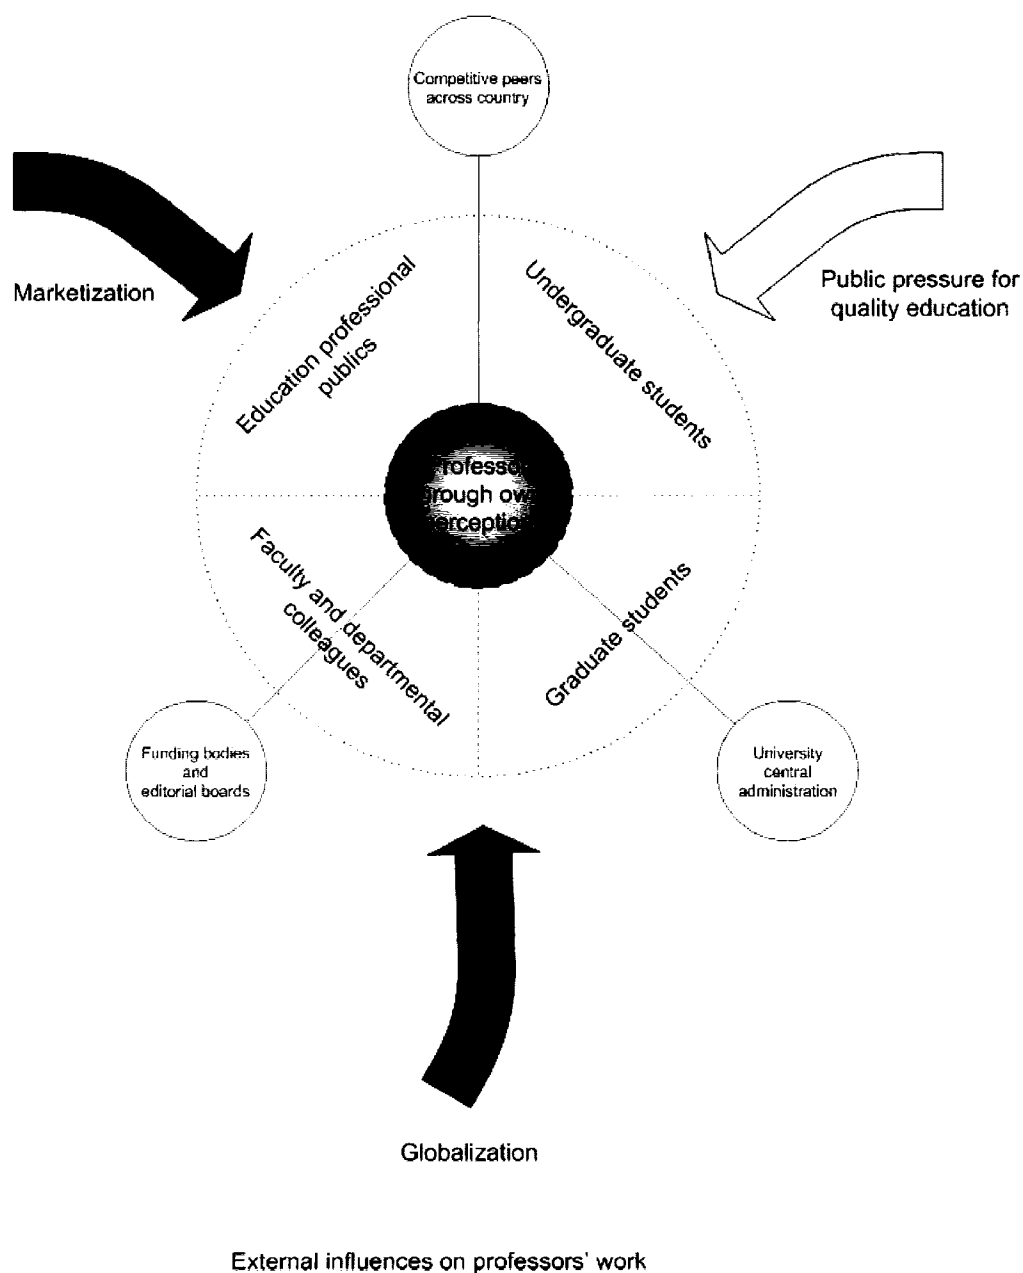 Competitive peers
across country
Marketization
Public pressure for
quality education
Education professional
publics
Undergraduate students
Faculty and departmental
colleagues
Graduate students
Funding bodies
and
editorial boards
University
central
administration
Globalization
External influences on professors' work